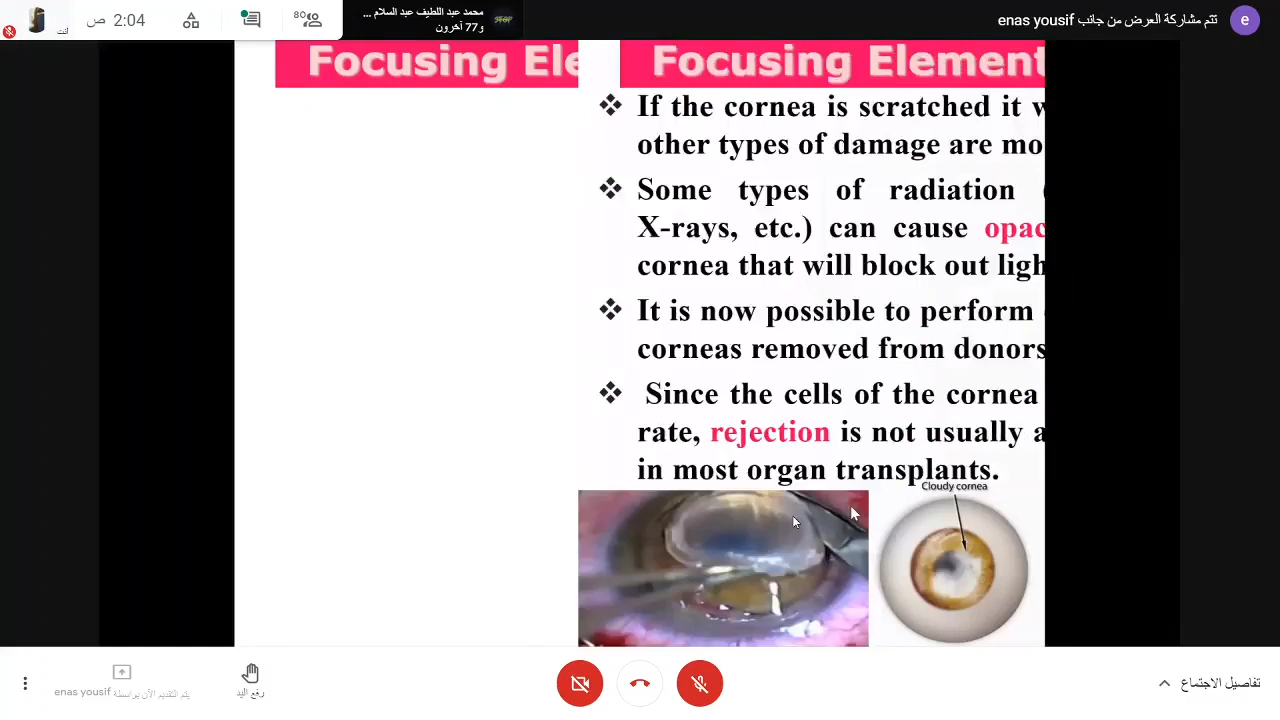 محمد عبد اللطيف عبد السلام ...
و77 آخرون
STOP
2:04 ص
80
أنت
تتم مشاركة العرض من جانب enas yousif
e
Focusing Ele
Focusing Element
❖ If the cornea is scratched it w
other types of damage are mo
❖ Some types of radiation (
X-rays, etc.) can cause opac
cornea that will block out ligh
❖ It is now possible to perform
corneas removed from donors
❖ Since the cells of the cornea
rate, rejection is not usually a
in most organ transplants.
Cloudy cornea
يتم التقديم الآن بواسطة enas yousif
رفع اليد
تفاصيل الاجتماع